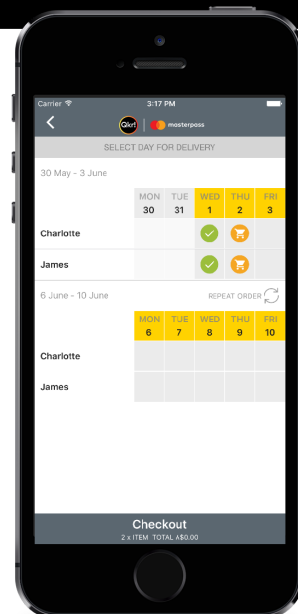 Carrier 3:17 PM
Qkr! masterpass
SELECT DAY FOR DELIVERY
30 May - 3 June
MON TUE WED THU FRI
30 31 1 2 3
Charlotte
James
6 June - 10 June REPEAT ORDER
MON TUE WED THU FRI
6 7 8 9 10
Charlotte
James
Checkout
2 x ITEM TOTAL A$0.00